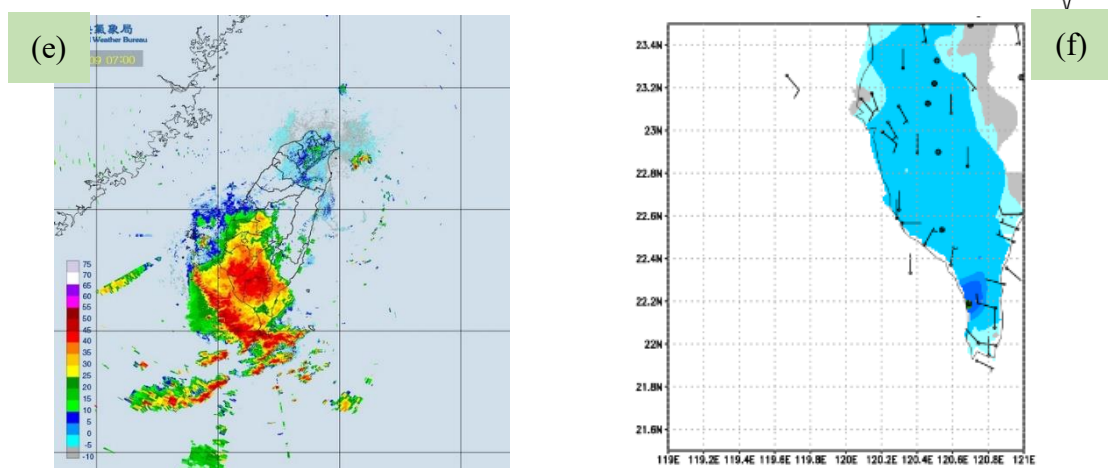 (e)
氣象局
Weather Bureau
09 07:00
75
70
65
60
55
50
45
40
35
30
25
20
15
10
5
0
-5
-10
(f)
23.4N
23.2N
23N
22.8N
22.6N
22.4N
22.2N
22N
21.8N
21.6N
119E 119.2E 119.4E 119.6E 119.8E 120E 120.2E 120.4E 120.6E 120.8E 121E